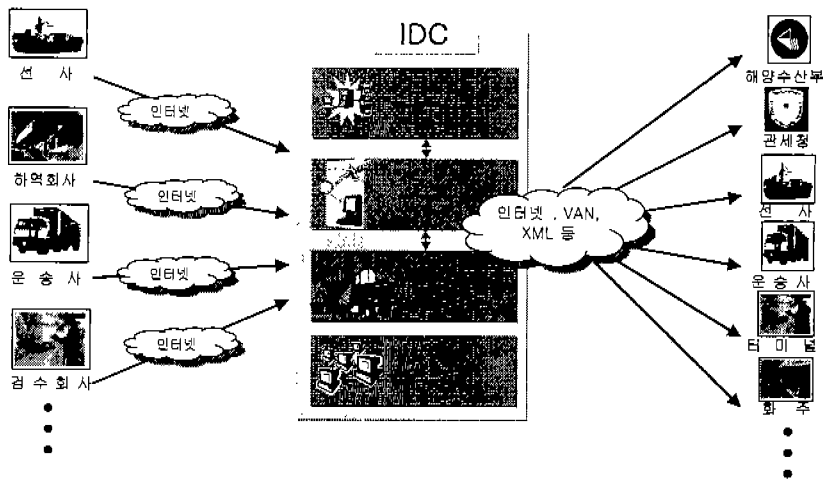 IDC
선 사
인터넷
하역회사
인터넷
운 송 사
인터넷
검 수 회 사
인터넷
인터넷 , VAN,
XML 등
해양수산부
관세청
선 사
운 송 사
터 미 널
화 주